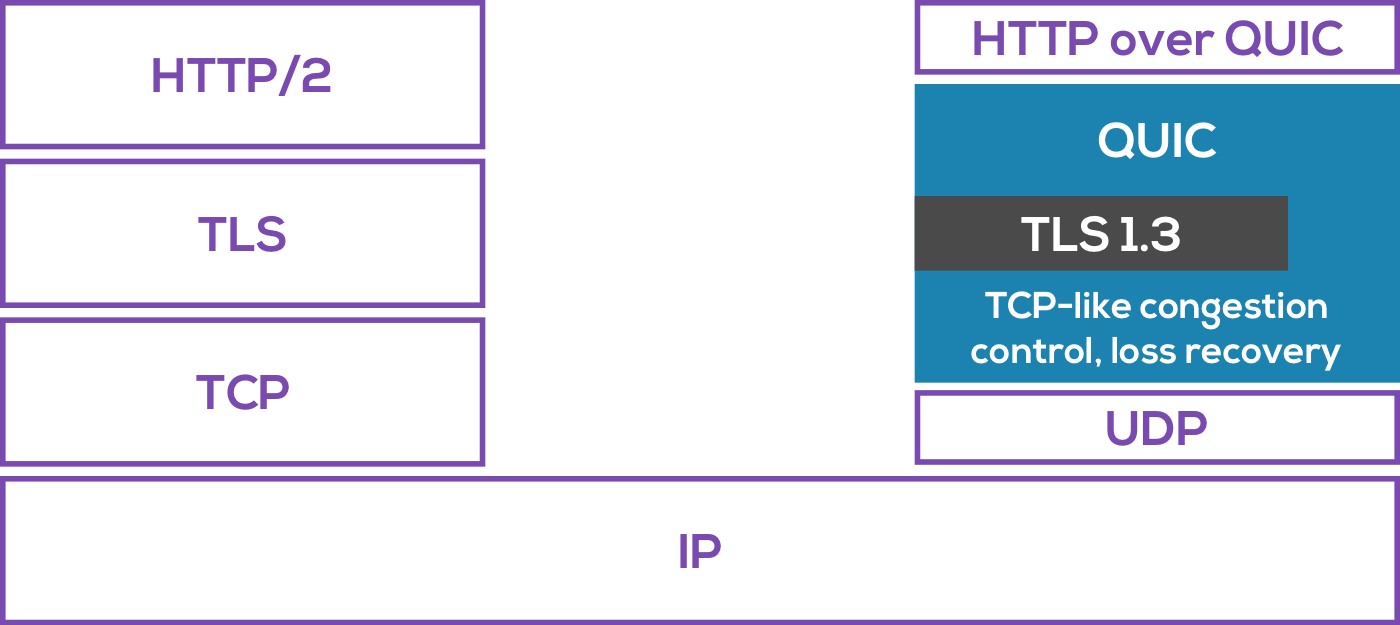 HTTP/2
TLS
TCP
HTTP over QUIC
QUIC
TLS 1.3
TCP-like congestion
control, loss recovery
UDP
IP